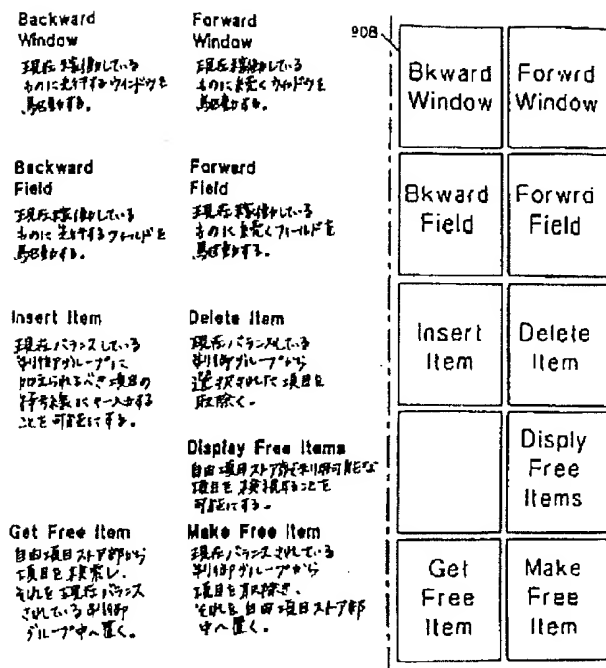 Backward
Window
現在稼働している
ものに先行するウィンドウを
駆動する。
Forward
Window
現在稼働している
ものに続くウィンドウを
駆動する。
908
Bkward
Window
Forwrd
Window
Backward
Field
現在稼働している
ものに先行するフィールドを
駆動する。
Forward
Field
現在稼働している
ものに続くフィールドを
駆動する。
Bkward
Field
Forwrd
Field
Insert Item
現在バランスしている
制御グループに
加えられるべき項目の
符号線に入力する
ことを可能にする。
Delete Item
現在バランスしている
制御グループから
選択された項目を
取除く。
Insert
Item
Delete
Item
Display Free Items
自由項目ストア部で利用可能な
項目を検視することを
可能にする。
Disply
Free
Items
Get Free Item
自由項目ストア部から
項目を検索し、
それを現在バランス
されている制御
グループ中へ置く。
Make Free Item
現在バランスされている
制御グループから
項目を取除き、
それを自由項目ストア部
中へ置く。
Get
Free
Item
Make
Free
Item